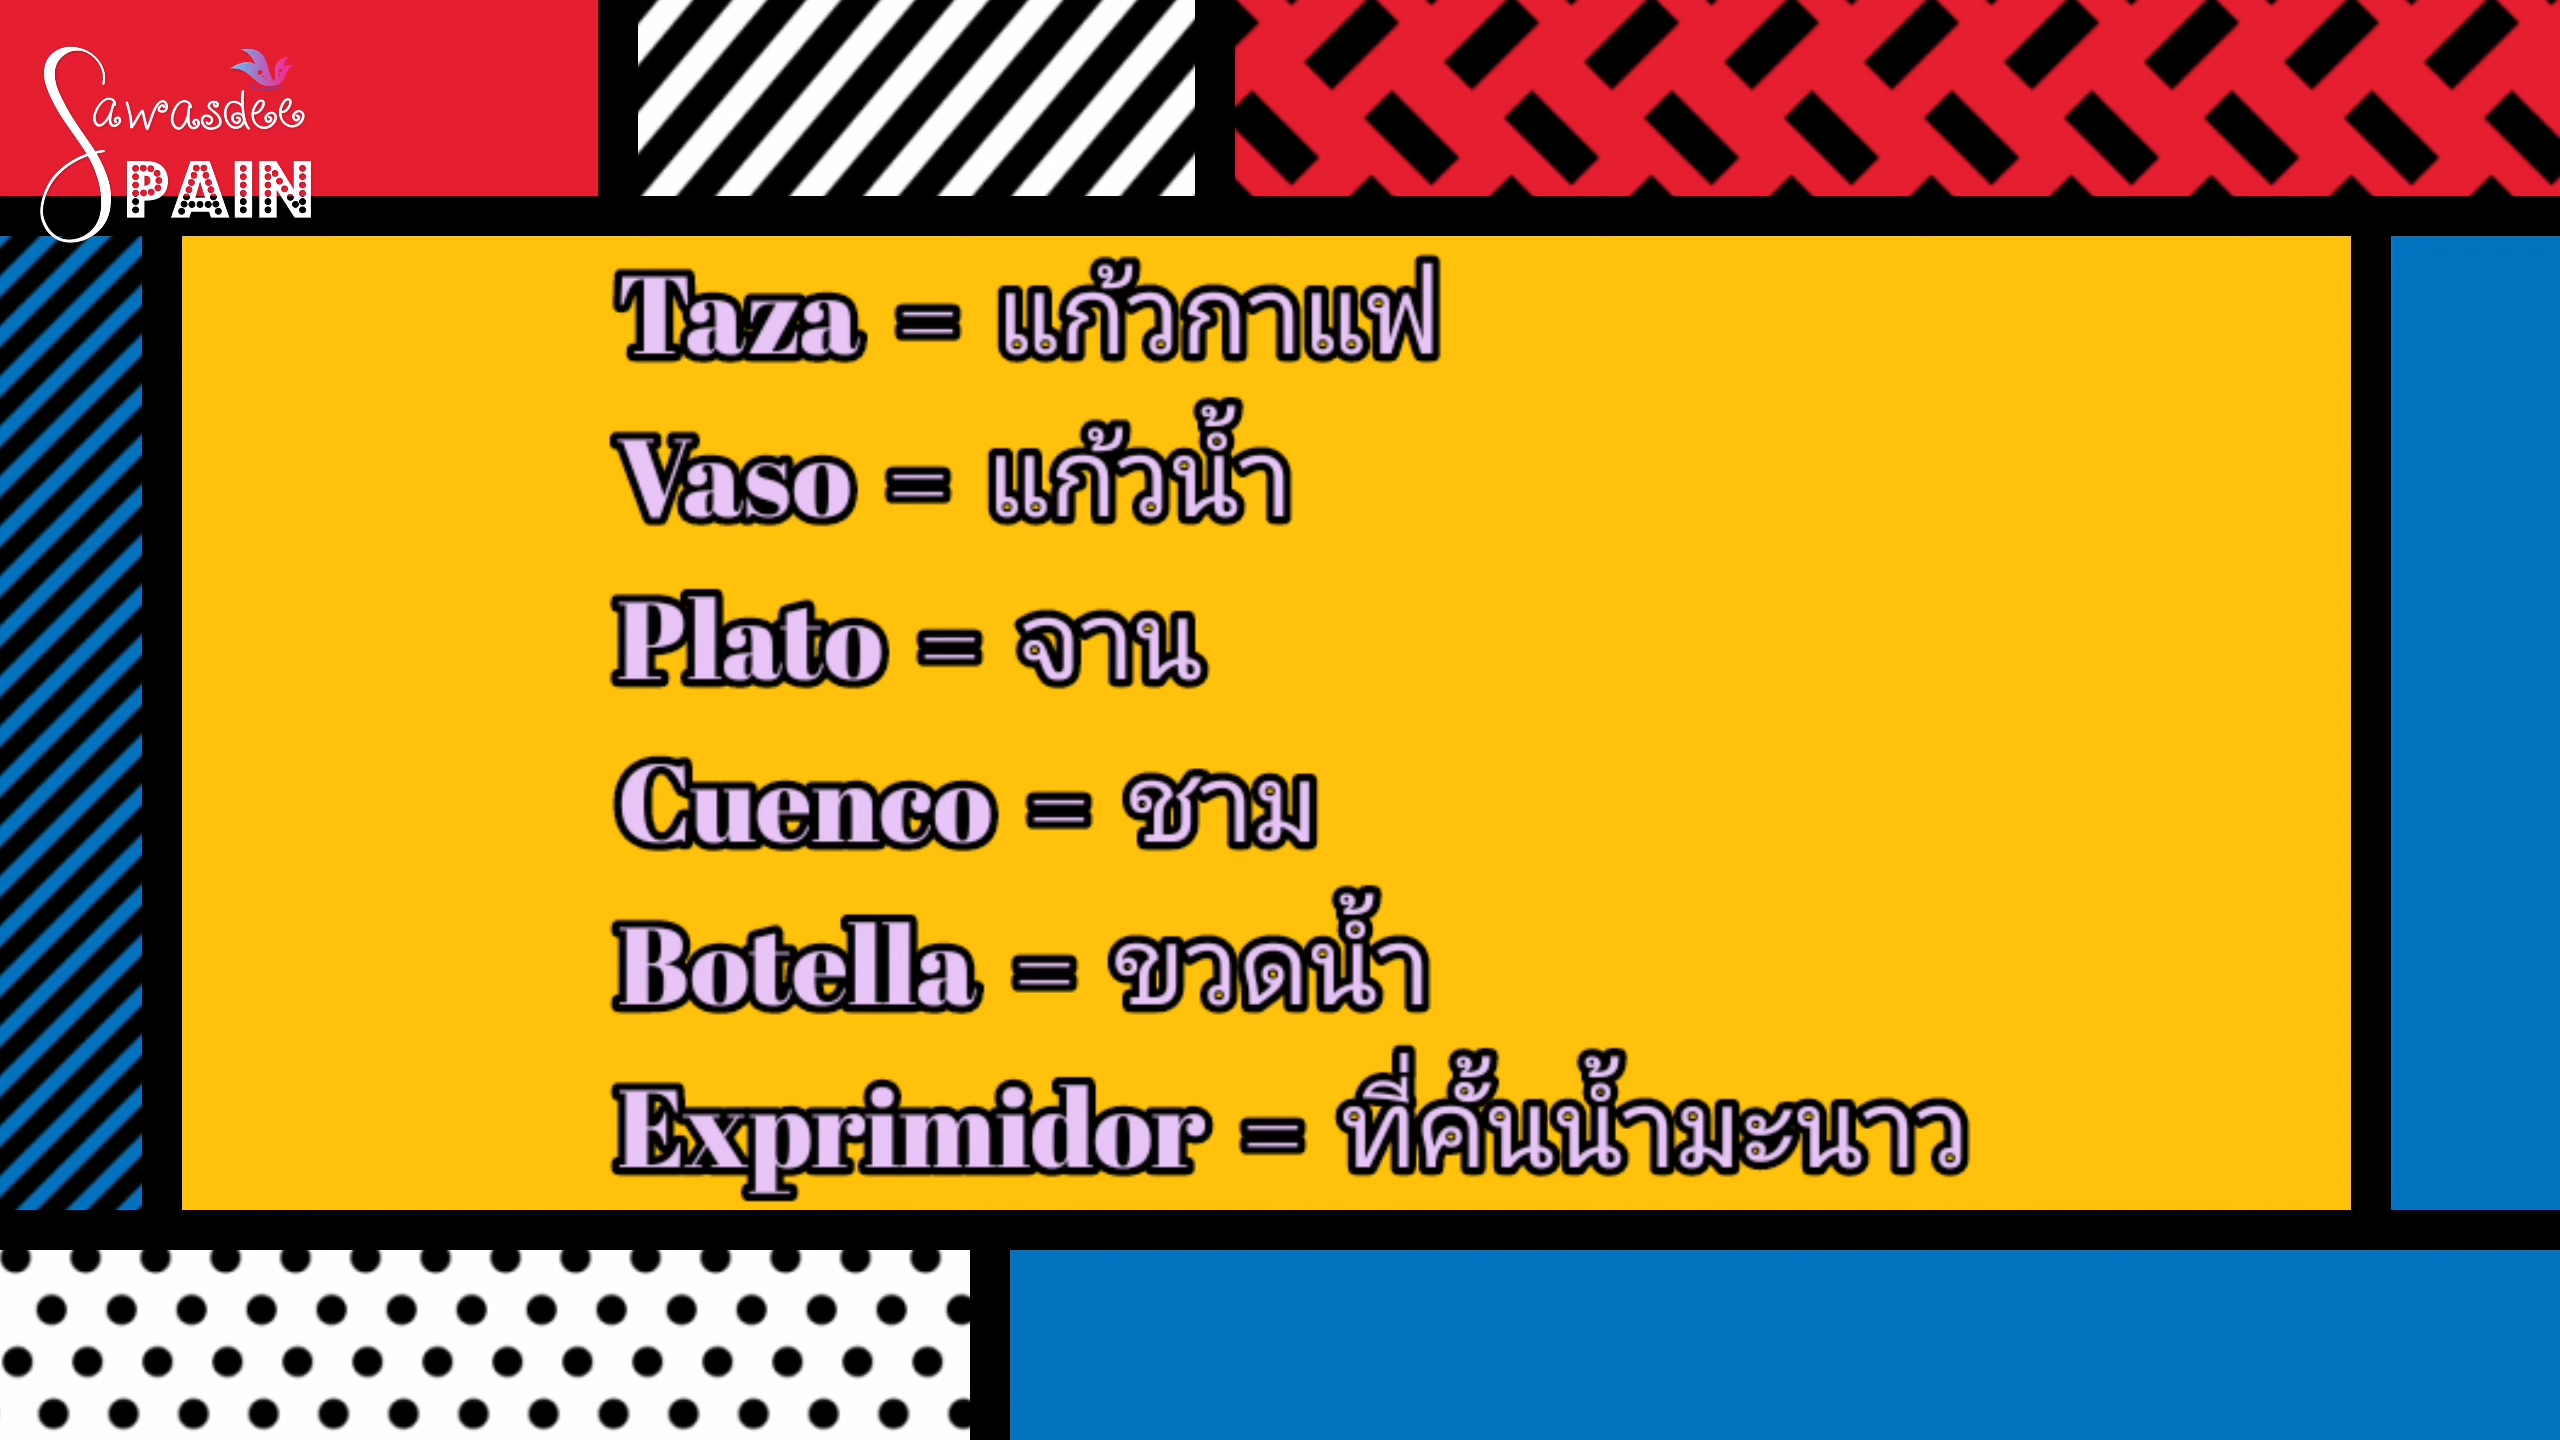 Sawasdee
SPAIN
Taza = แก้วกาแฟ
Vaso = แก้วน้ำ
Plato = จาน
Cuenco = ชาม
Botella = ขวดน้ำ
Exprimidor = ที่คั้นน้ำมะนาว